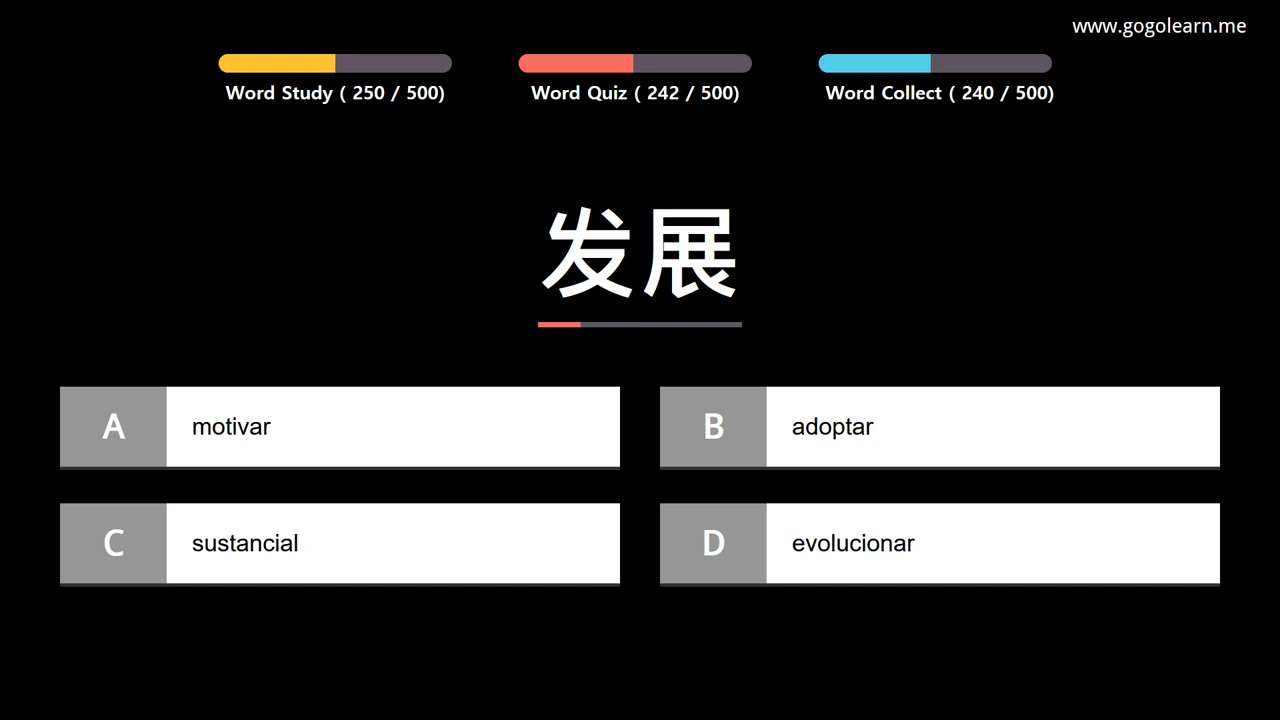 www.gogolearn.me
Word Study ( 250 / 500)
Word Quiz ( 242 / 500)
Word Collect ( 240 / 500)
发展
A motivar
B adoptar
C sustancial
D evolucionar